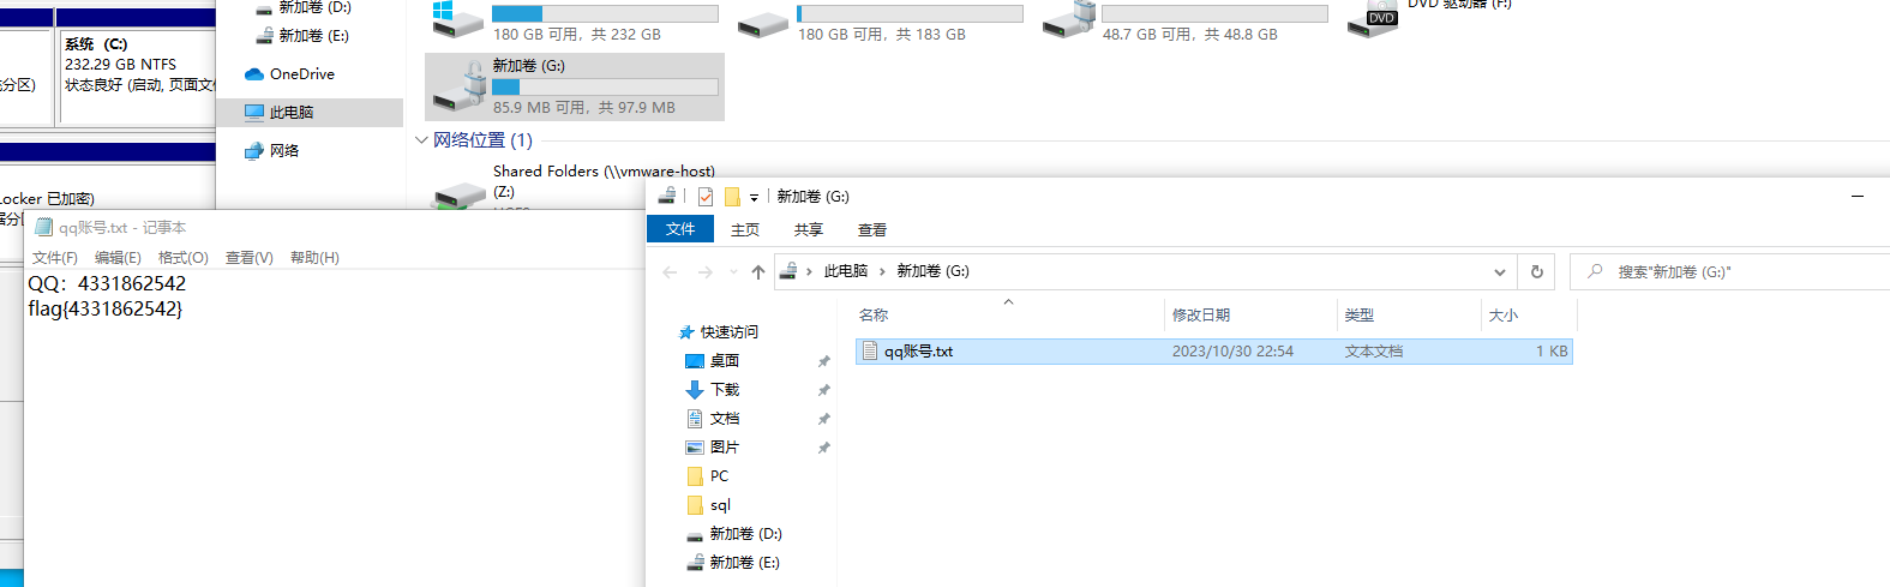 系统 (C:)
232.29 GB NTFS
状态良好 (启动, 页面文
分区)
Locker 已加密)
新加卷 (D:)
新加卷 (E:)
OneDrive
此电脑
网络
180 GB 可用，共 232 GB
180 GB 可用，共 183 GB
48.7 GB 可用，共 48.8 GB
DVD 驱动器 (F:)
DVD
新加卷 (G:)
85.9 MB 可用，共 97.9 MB
网络位置 (1)
Shared Folders (\\vmware-host)
(Z:)
qq账号.txt - 记事本
文件(F) 编辑(E) 格式(O) 查看(V) 帮助(H)
QQ：4331862542
flag{4331862542}
新加卷 (G:)
文件 主页 共享 查看
此电脑 › 新加卷 (G:)
搜索"新加卷 (G:)"
名称 修改日期 类型 大小
qq账号.txt 2023/10/30 22:54 文本文档 1 KB
快速访问
桌面
下载
文档
图片
PC
sql
新加卷 (D:)
新加卷 (E:)